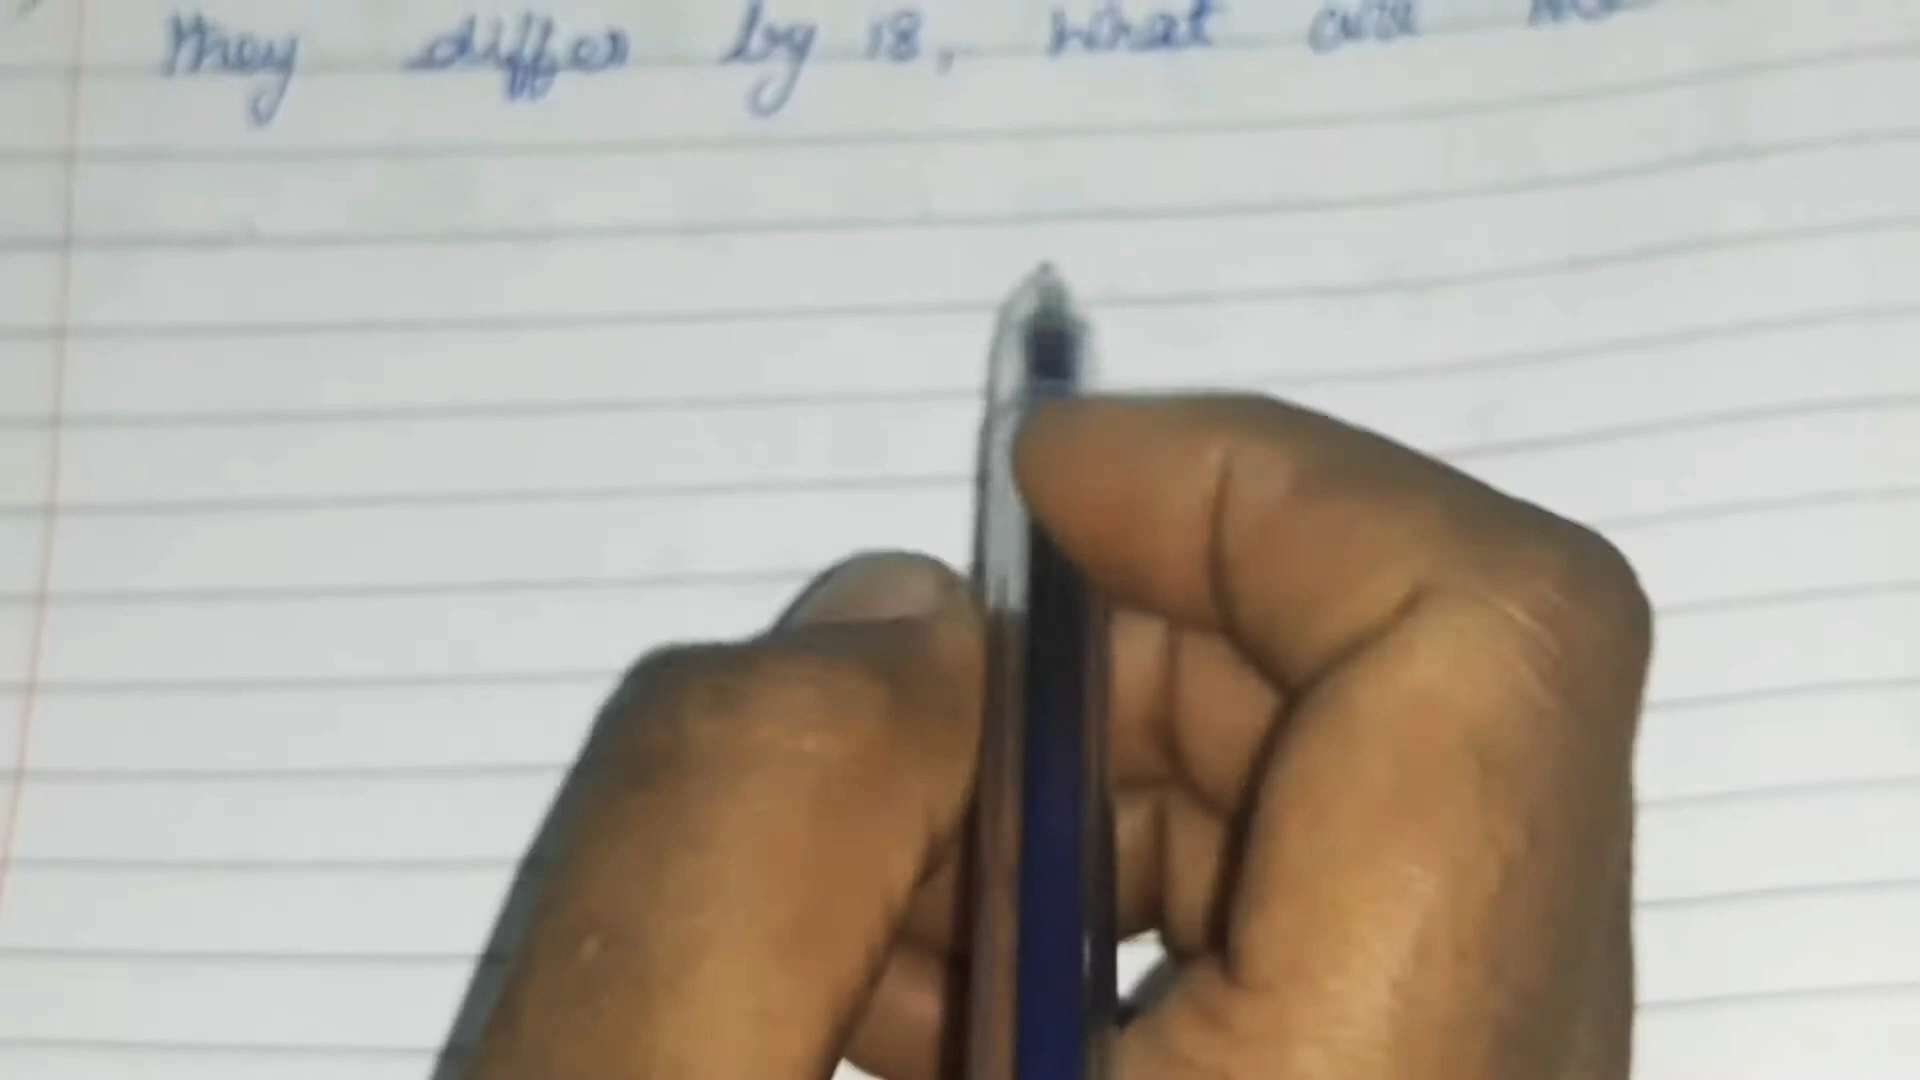 they differ by 18, what are